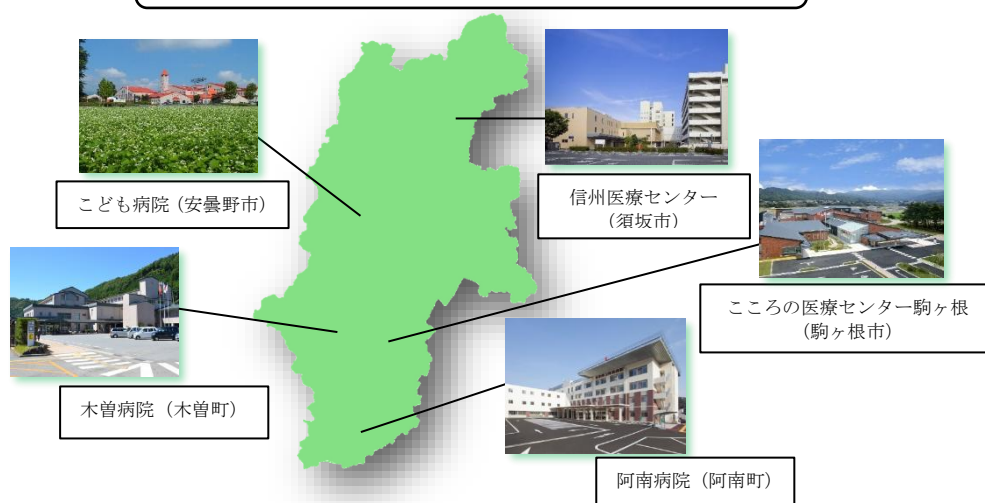 こども病院（安曇野市）
信州医療センター
（須坂市）
こころの医療センター駒ヶ根
（駒ヶ根市）
木曽病院（木曽町）
阿南病院（阿南町）